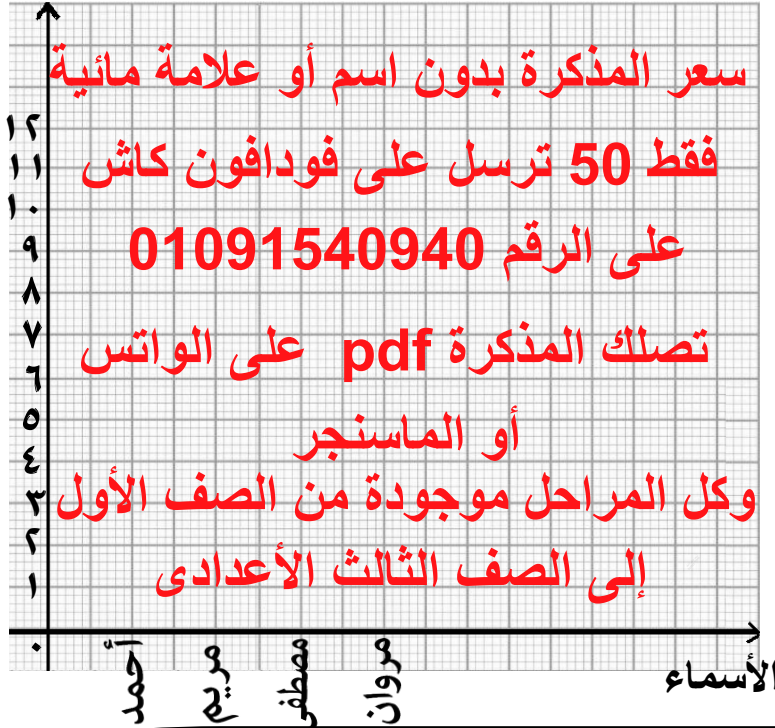 سعر المذكرة بدون اسم أو علامة مائية
فقط 50 ترسل على فودافون كاش
على الرقم 01091540940
تصلك المذكرة pdf على الواتس
أو الماسنجر
وكل المراحل موجودة من الصف الأول
إلى الصف الثالث الأعدادى
١٢
١١
١٠
٩
٨
٧
٦
٥
٤
٣
٢
١
٠
أحمد
مريم
مصطفى
مروان
الأسماء